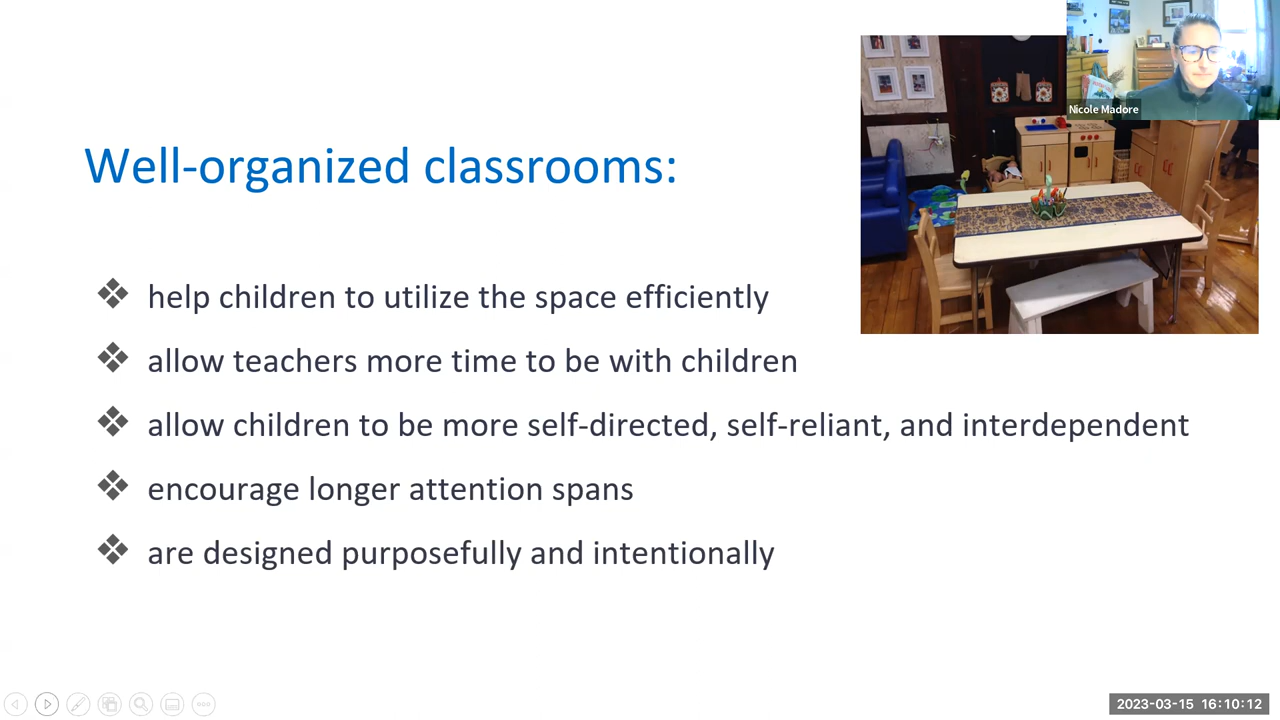 Nicole Madore
Well-organized classrooms:
help children to utilize the space efficiently
allow teachers more time to be with children
allow children to be more self-directed, self-reliant, and interdependent
encourage longer attention spans
are designed purposefully and intentionally
2023-03-15 16:10:12